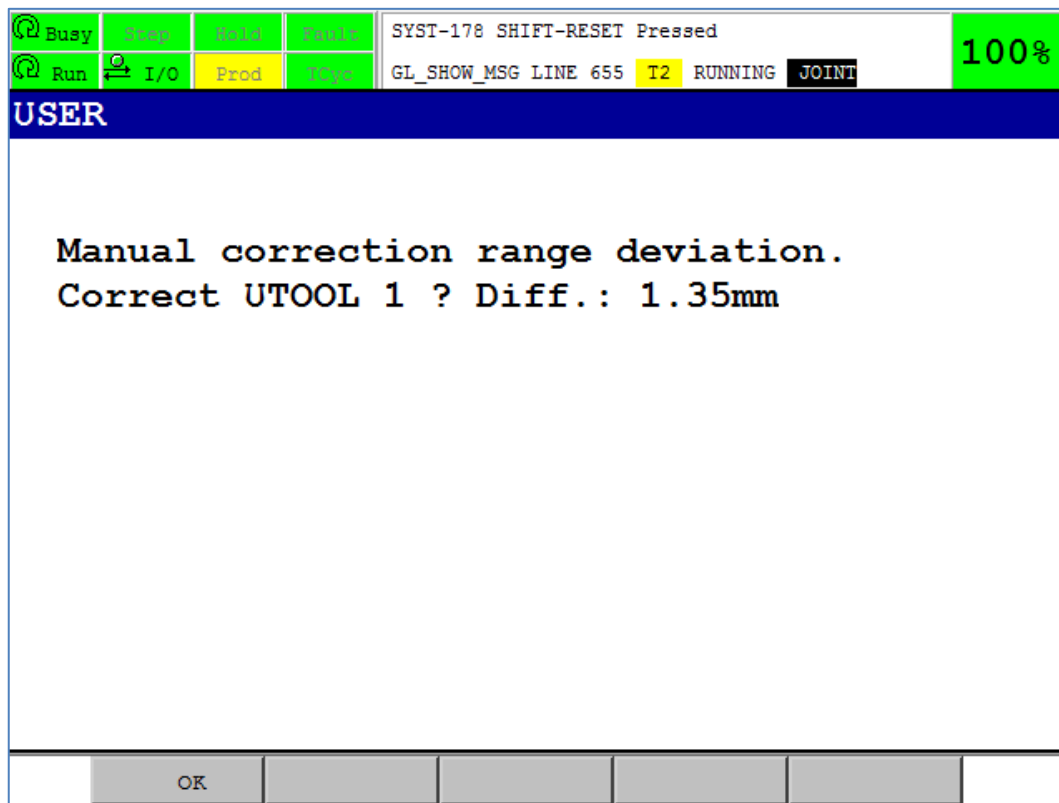 Busy Step Hold Fault SYST-178 SHIFT-RESET Pressed 100%
Run I/O Prod TCyc GL_SHOW_MSG LINE 655 T2 RUNNING JOINT
USER
Manual correction range deviation.
Correct UTOOL 1 ? Diff.: 1.35mm
OK